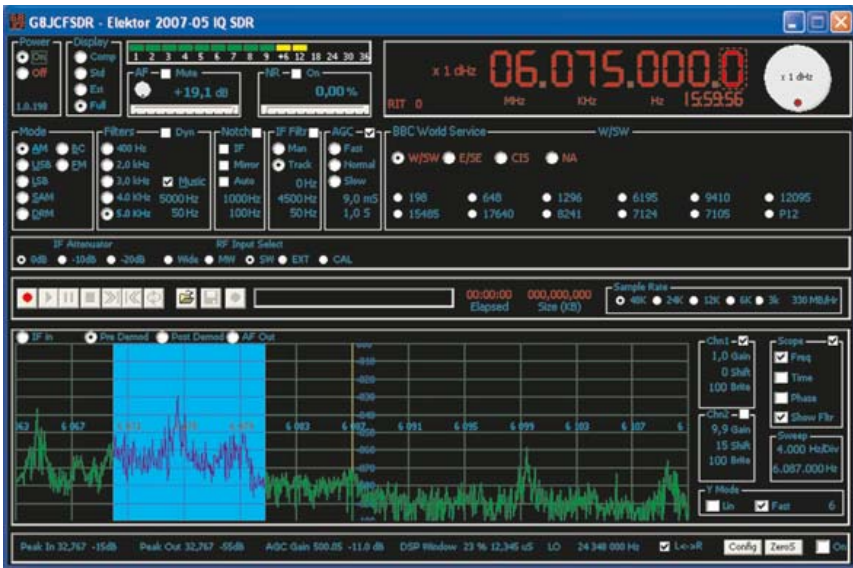 G8JCFSDR - Elektor 2007-05 IQ SDR
Power
On
Off
1.0.198
Display
Comp
Std
Ext
Full
1 2 3 4 5 6 7 8 9 +6 12 18 24 30 36
AF
Mute
+19,1 dB
NR
On
0,00 %
x 1 dHz
06.075.000.0
RIT 0
MHz
KHz
Hz
15:59:56
x 1 dHz
Mode
AM
BC
USB
FM
LSB
SAM
DRM
Filters
Dyn
400 Hz
2,0 kHz
3,0 kHz
Music
4.0 KHz
5000 Hz
5.0 KHz
50 Hz
Notch
IF
Mirror
Auto
1000Hz
100Hz
IF Filtr
Man
Track
0 Hz
4500 Hz
50 Hz
AGC
Fast
Normal
Slow
9,0 mS
1,0 S
BBC World Service
W/SW
W/SW E/SE CIS NA
198 648 1296 6195 9410 12095
15485 17640 8241 7124 7105 P12
IF Attenuator
0dB -10dB -20dB
RF Input Select
Wide MW SW EXT CAL
00:00:00
Elapsed
000,000,000
Size (KB)
Sample Rate
48K 24K 12K 6K 3k 330 MB/Hr
IF in Pre Demod Post Demod AF Out
-020
6 067
6 083
6 091
6 095
6 099
6 103
6 107
Chn1
1,0 Gain
0 Shift
100 Brite
Chn2
9,9 Gain
15 Shift
100 Brite
Scope
Freq
Time
Phase
Show Fltr
Sweep
4.000 Hz/Div
6.087.000 Hz
Y Mode
Lin
Fast
6
Peak In 32,767 -15dB Peak Out 32,767 -55dB AGC Gain 500.05 -11.0 dB DSP Window 23 % 12,345 uS LO 24 348 000 Hz L<->R Config ZeroS On